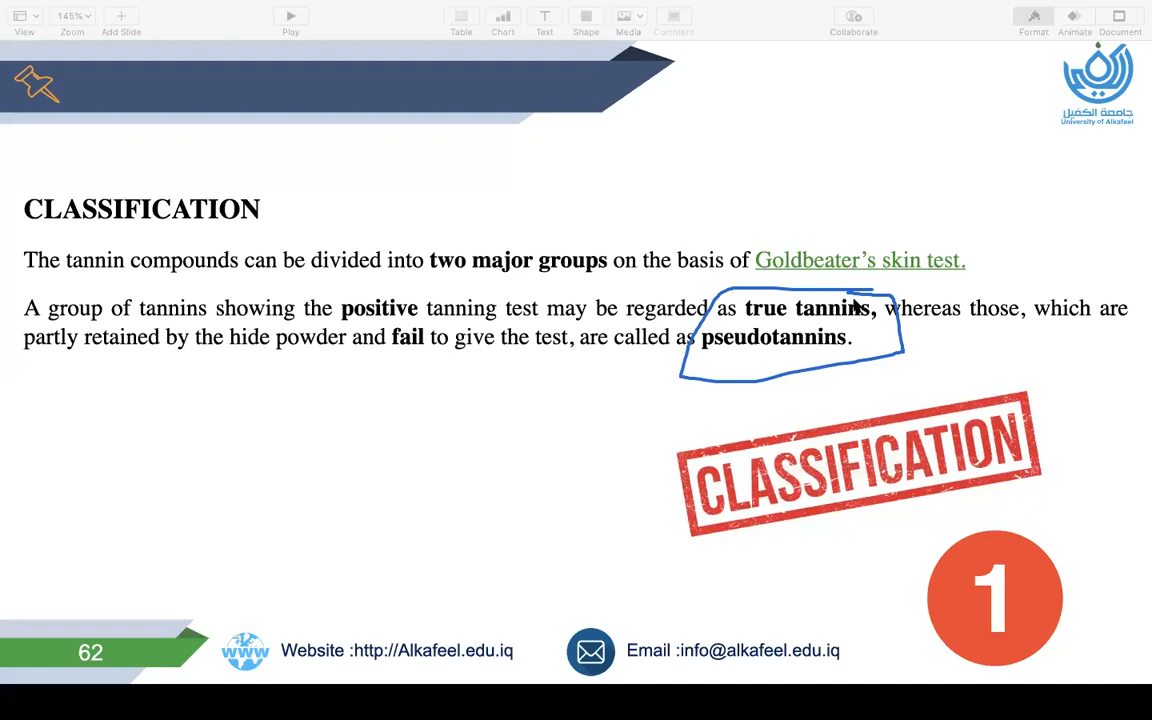 145%
View
Zoom
Add Slide
Play
Table
Chart
Text
Shape
Media
Comment
Collaborate
Format
Animate
Document
جامعة الكفيل
University of Alkafeel
CLASSIFICATION
The tannin compounds can be divided into two major groups on the basis of Goldbeater's skin test.
A group of tannins showing the positive tanning test may be regarded as true tannins, whereas those, which are
partly retained by the hide powder and fail to give the test, are called as pseudotannins.
CLASSIFICATION
1
62
WWW
Website :http://Alkafeel.edu.iq
Email :info@alkafeel.edu.iq